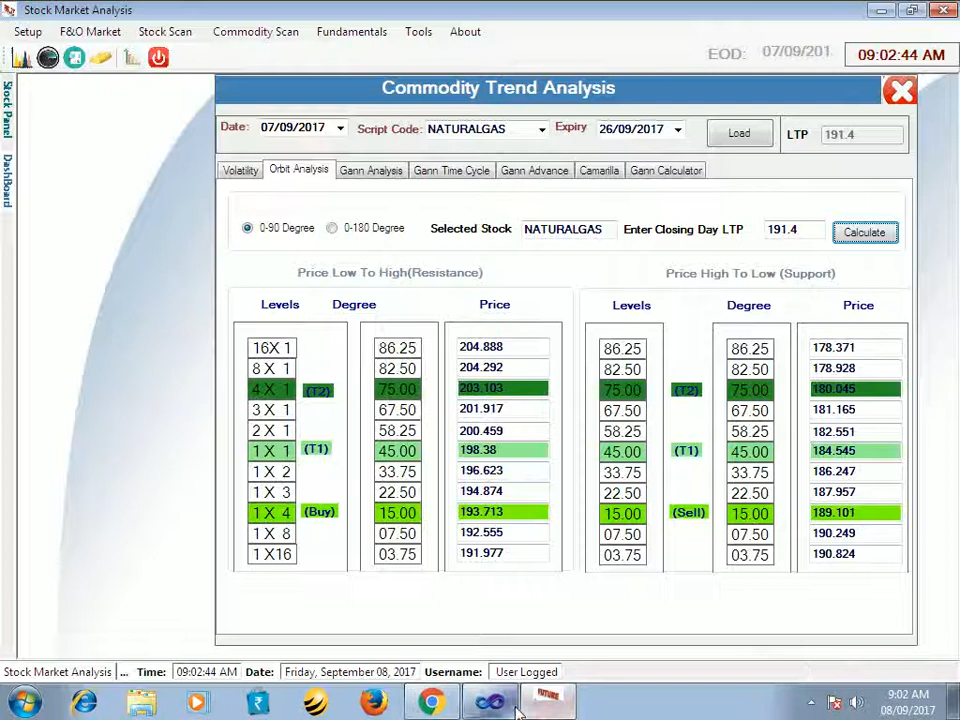 Stock Market Analysis
Setup F&O Market Stock Scan Commodity Scan Fundamentals Tools About
EOD: 07/09/201 09:02:44 AM
Stock Panel
DashBoard
Commodity Trend Analysis
Date: 07/09/2017 Script Code: NATURALGAS Expiry 26/09/2017 Load LTP 191.4
Volatility Orbit Analysis Gann Analysis Gann Time Cycle Gann Advance Camarilla Gann Calculator
0-90 Degree 0-180 Degree Selected Stock NATURALGAS Enter Closing Day LTP 191.4 Calculate
Price Low To High(Resistance) Price High To Low (Support)
Levels Degree Price Levels Degree Price
16X 1 86.25 204.888 86.25 86.25 178.371
8 X 1 82.50 204.292 82.50 82.50 178.928
4 X 1 (T2) 75.00 203.103 75.00 (T2) 75.00 180.045
3 X 1 67.50 201.917 67.50 67.50 181.165
2 X 1 58.25 200.459 58.25 58.25 182.551
1 X 1 (T1) 45.00 198.38 45.00 (T1) 45.00 184.545
1 X 2 33.75 196.623 33.75 33.75 186.247
1 X 3 22.50 194.874 22.50 22.50 187.957
1 X 4 (Buy) 15.00 193.713 15.00 (Sell) 15.00 189.101
1 X 8 07.50 192.555 07.50 07.50 190.249
1 X16 03.75 191.977 03.75 03.75 190.824
Stock Market Analysis ... Time: 09:02:44 AM Date: Friday, September 08, 2017 Username: User Logged
FUTURE
9:02 AM
08/09/2017